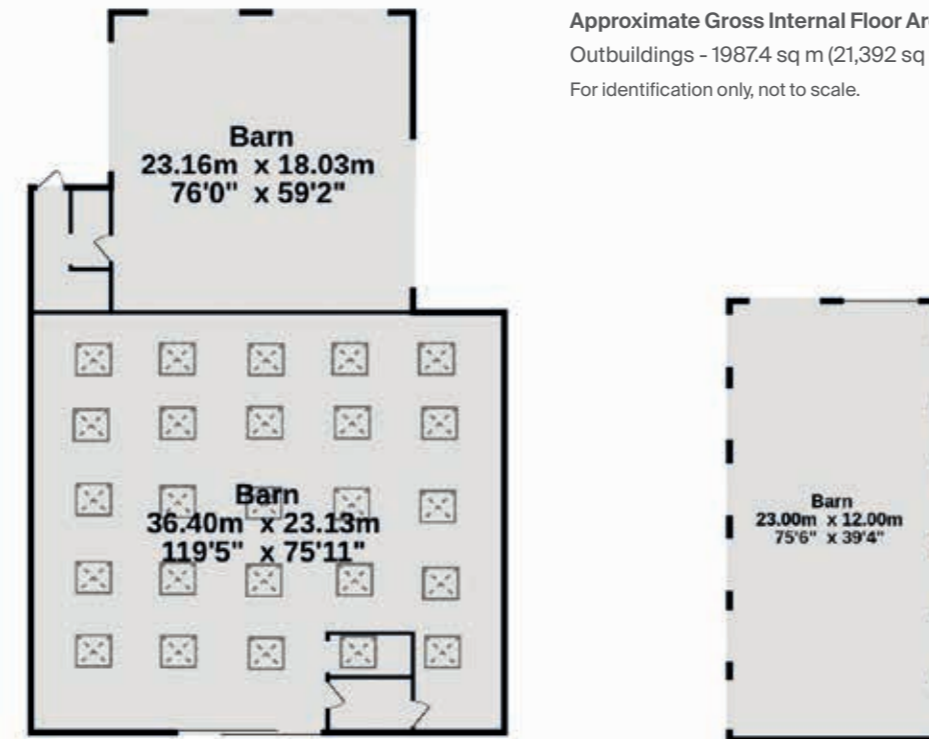 Approximate Gross Internal Floor
Outbuildings - 1987.4 sq m (21,392 sq
For identification only, not to scale.
Barn
23.16m x 18.03m
76'0" x 59'2"
Barn
36.40m x 23.13m
119'5" x 75'11"
Barn
23.00m x 12.00m
75'6" x 39'4"